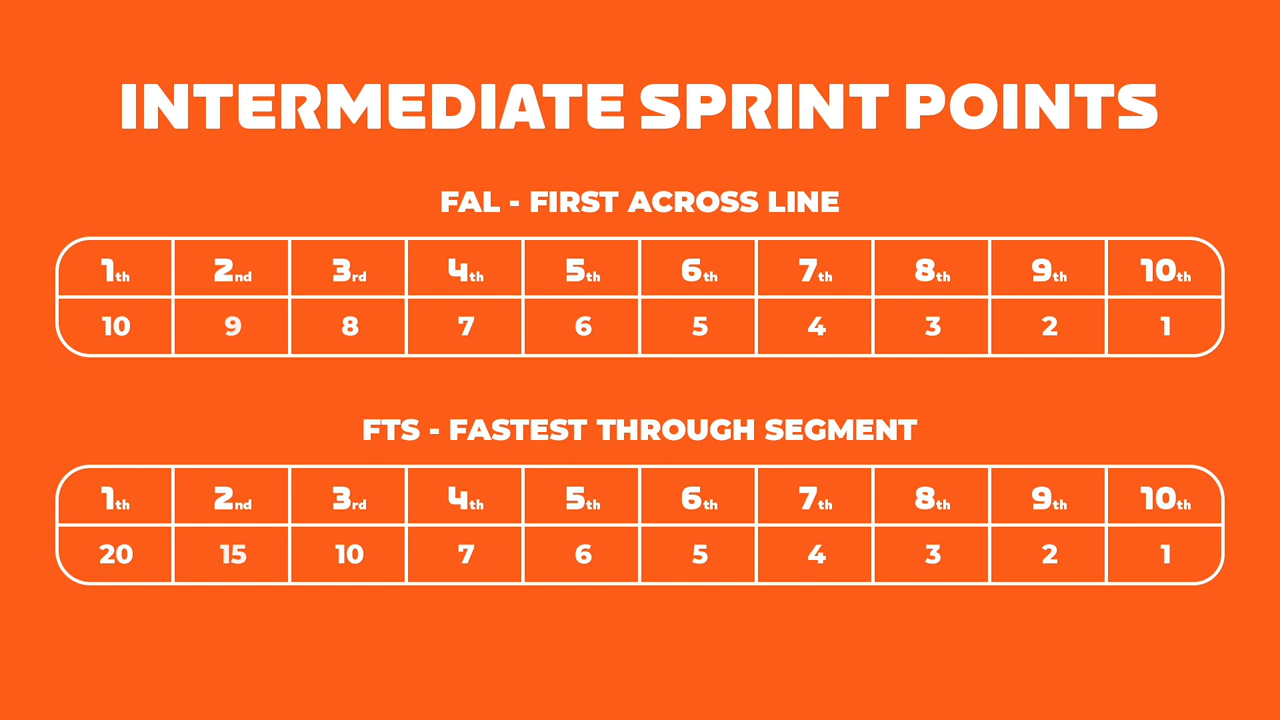 INTERMEDIATE SPRINT POINTS
FAL - FIRST ACROSS LINE
1th 2nd 3rd 4th 5th 6th 7th 8th 9th 10th
10 9 8 7 6 5 4 3 2 1
FTS - FASTEST THROUGH SEGMENT
1th 2nd 3rd 4th 5th 6th 7th 8th 9th 10th
20 15 10 7 6 5 4 3 2 1